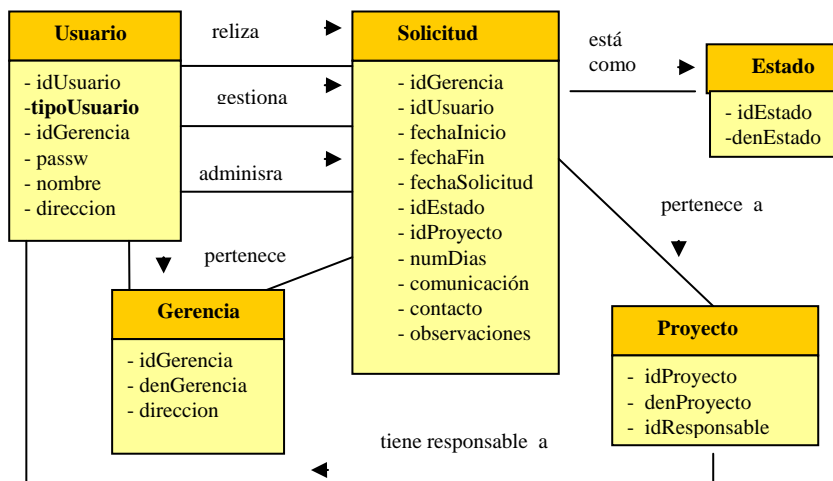 Usuario
- idUsuario
-tipoUsuario
- idGerencia
- passw
- nombre
- direccion
reliza
gestiona
adminisra
Solicitud
- idGerencia
- idUsuario
- fechaInicio
- fechaFin
- fechaSolicitud
- idEstado
- idProyecto
- numDias
- comunicación
- contacto
- observaciones
está
como
Estado
- idEstado
-denEstado
pertenece a
pertenece
Gerencia
- idGerencia
- denGerencia
- direccion
Proyecto
- idProyecto
- denProyecto
- idResponsable
tiene responsable a